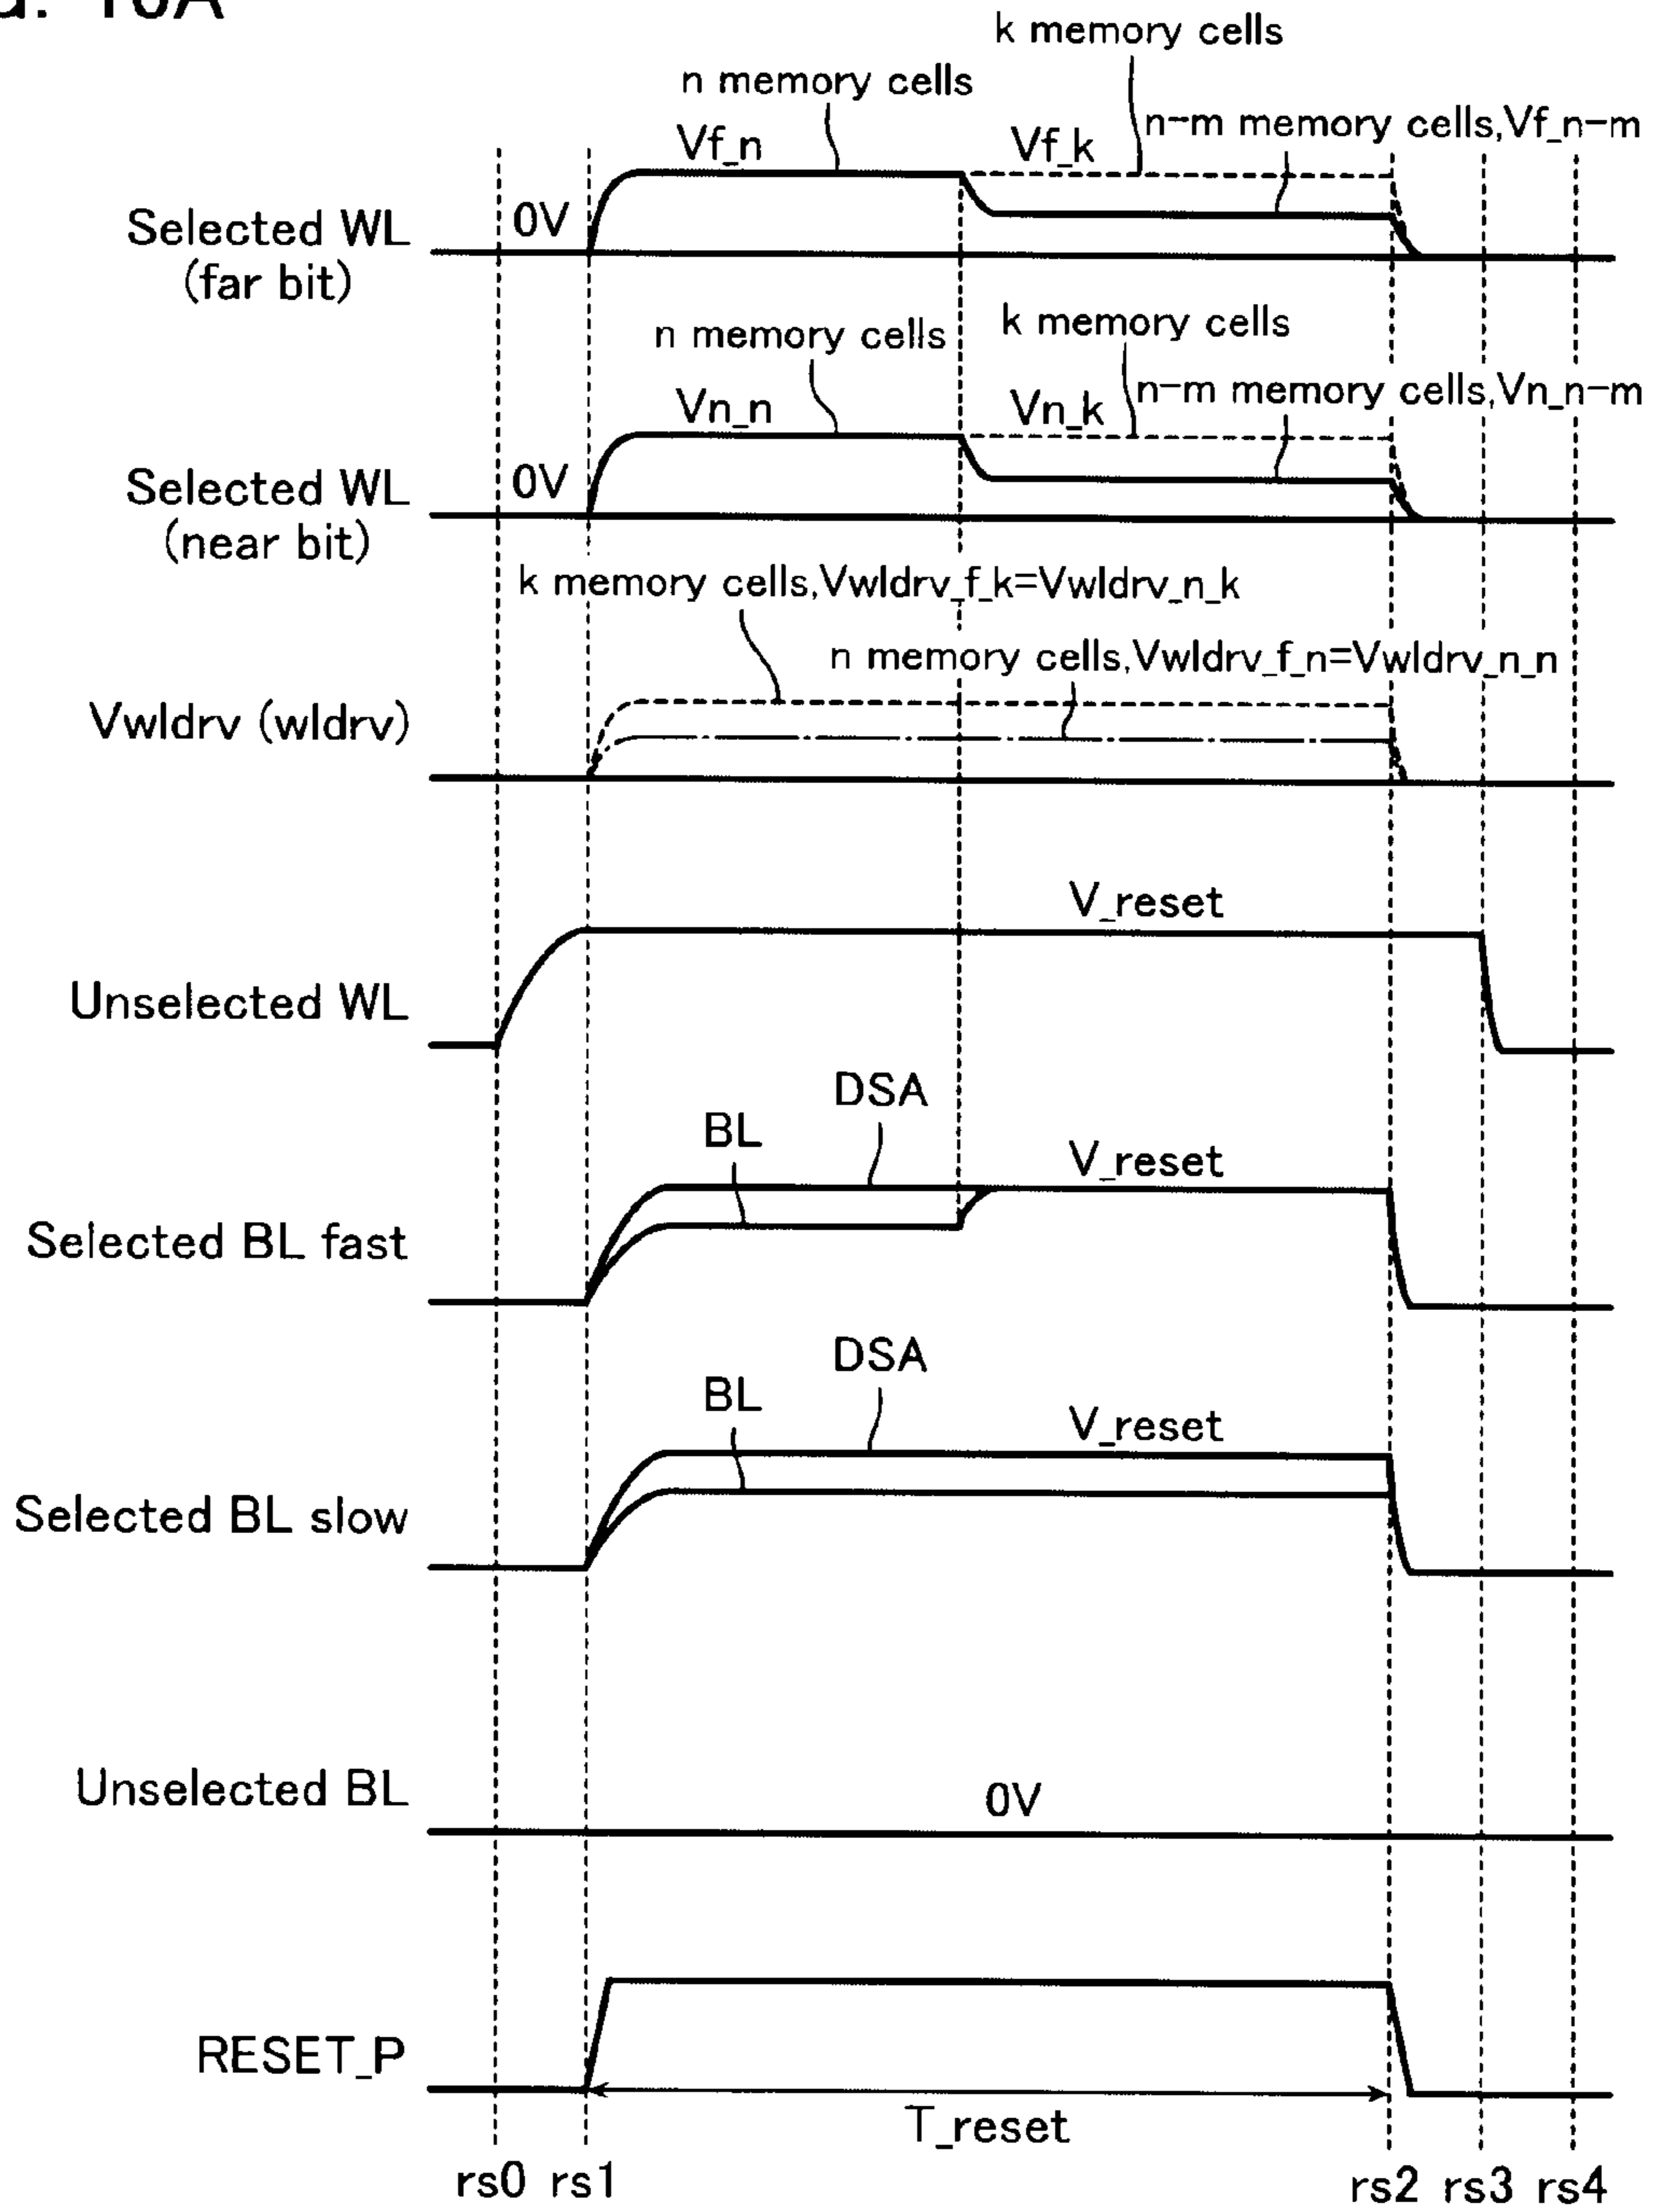 10A
k memory cells
n memory cells
n-m memory cells,Vf_n-m
Vf_n
Vf_k
0V
Selected WL
(far bit)
k memory cells
n memory cells
n-m memory cells,Vn_n-m
Vn_n
Vn_k
0V
Selected WL
(near bit)
k memory cells,Vwldrv_f_k=Vwldrv_n_k
n memory cells,Vwldrv_f_n=Vwldrv_n_n
Vwldrv (wldrv)
V_reset
Unselected WL
DSA
BL
V_reset
Selected BL fast
DSA
BL
V_reset
Selected BL slow
Unselected BL
0V
RESET_P
T_reset
rs0 rs1 rs2 rs3 rs4